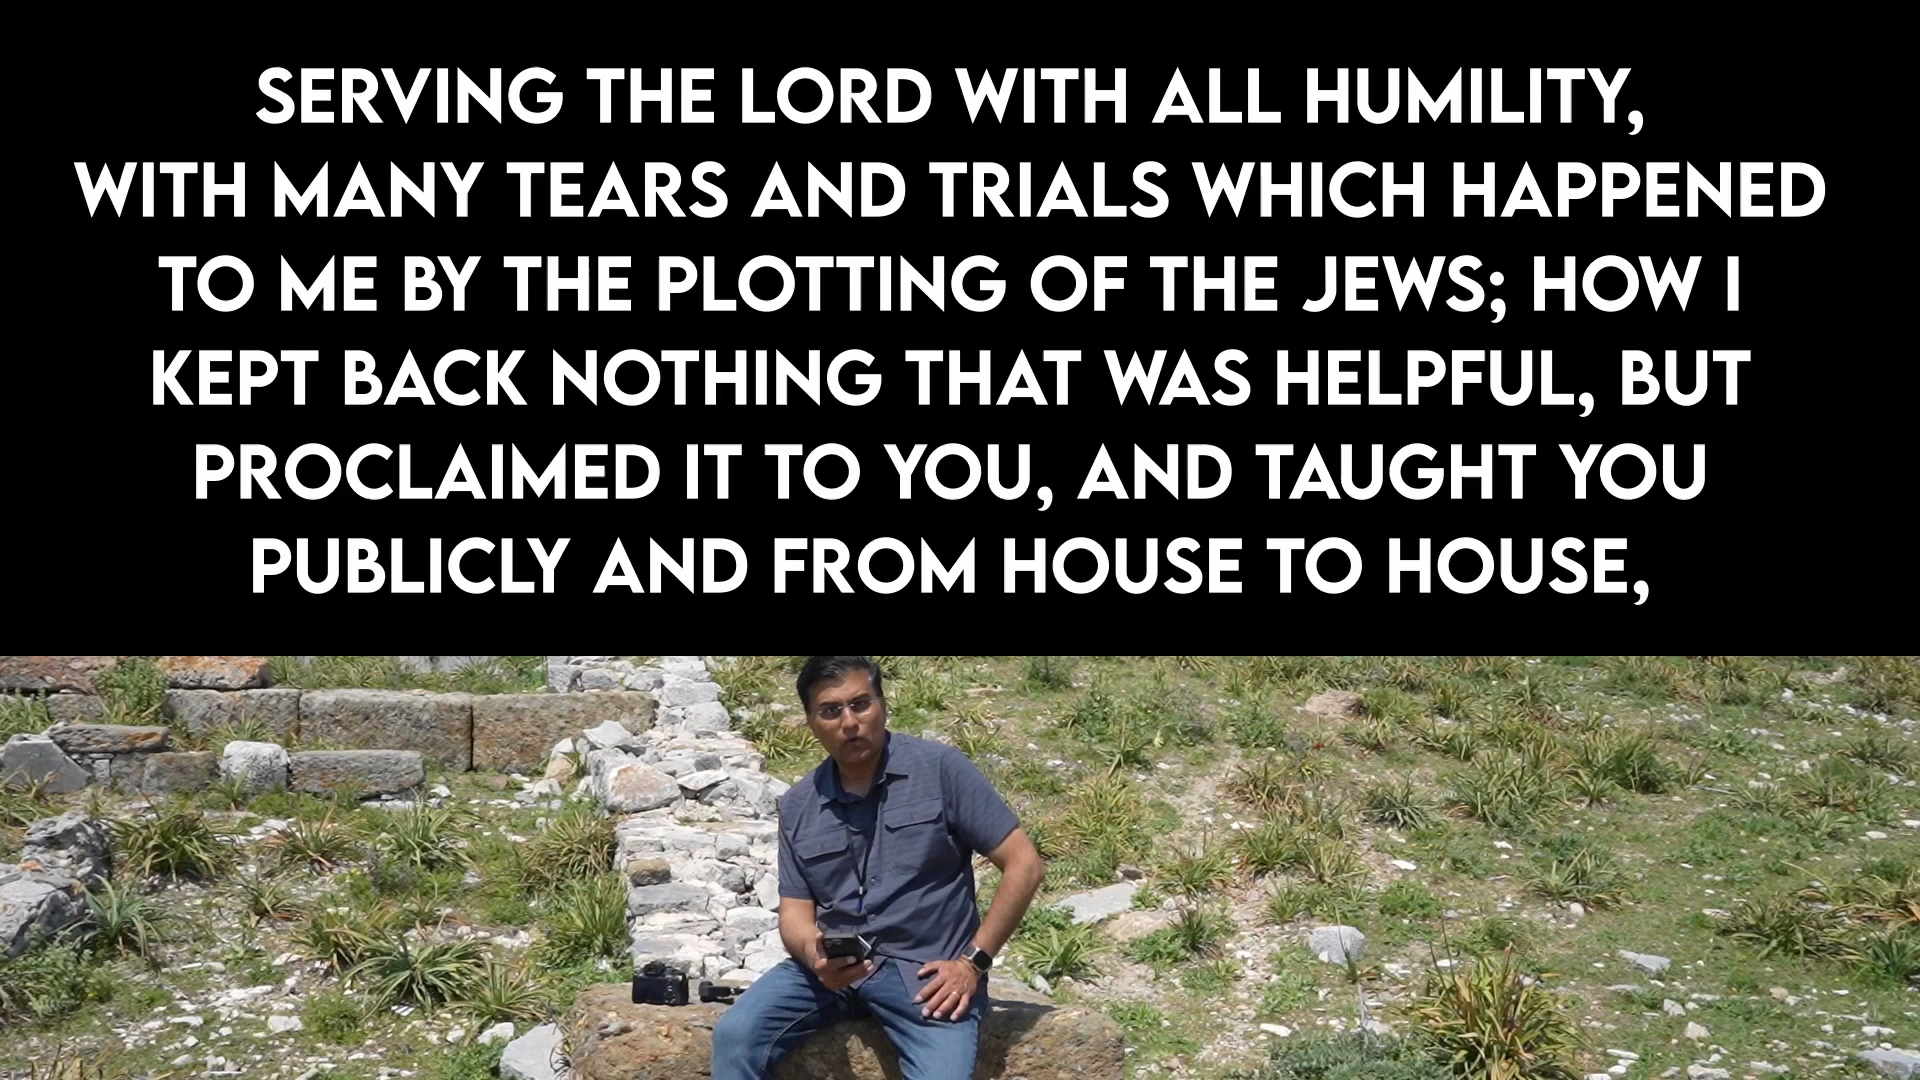 SERVING THE LORD WITH ALL HUMILITY,
WITH MANY TEARS AND TRIALS WHICH HAPPENED
TO ME BY THE PLOTTING OF THE JEWS; HOW I
KEPT BACK NOTHING THAT WAS HELPFUL, BUT
PROCLAIMED IT TO YOU, AND TAUGHT YOU
PUBLICLY AND FROM HOUSE TO HOUSE,